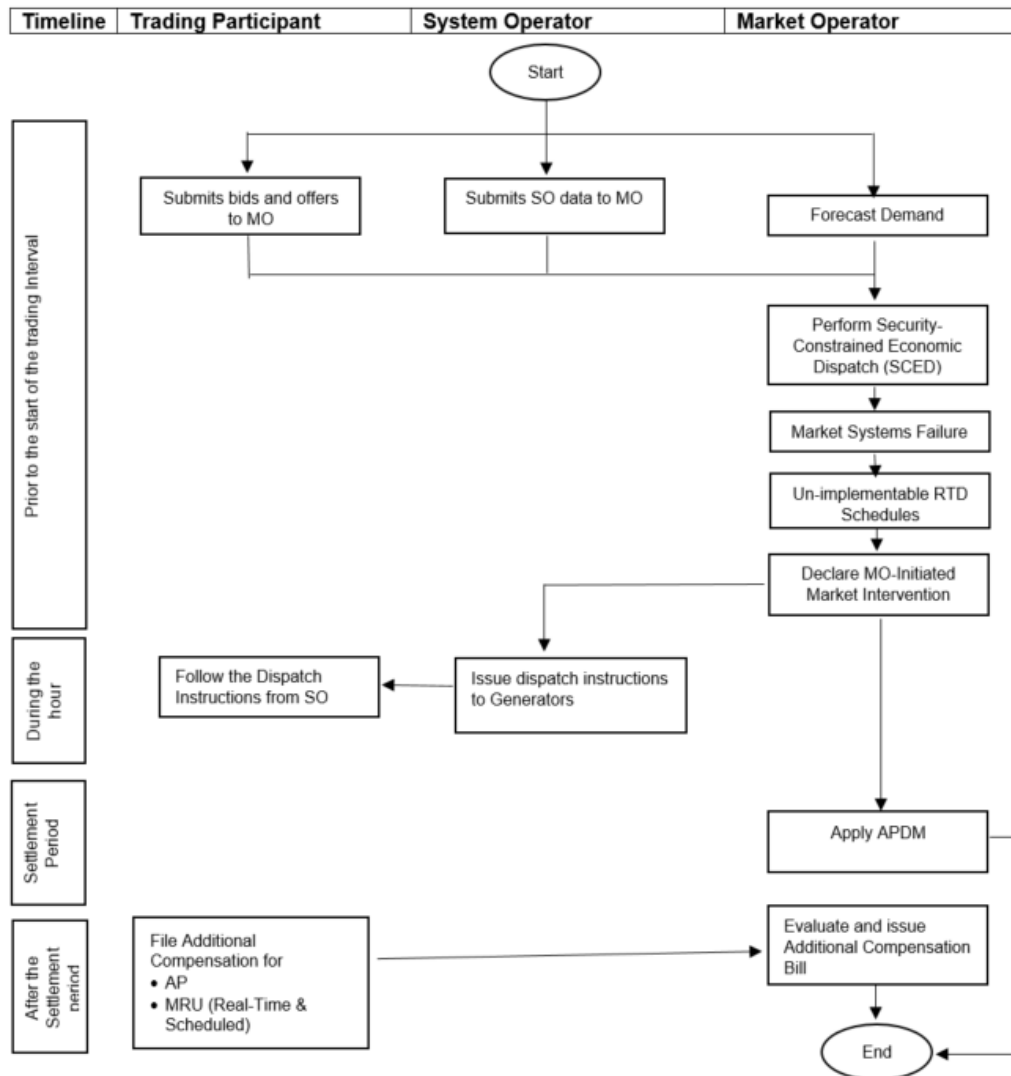 Timeline
Trading Participant
System Operator
Market Operator
Start
Prior to the start of the trading Interval
Submits bids and offers
to MO
Submits SO data to MO
Forecast Demand
Perform Security-
Constrained Economic
Dispatch (SCED)
Market Systems Failure
Un-implementable RTD
Schedules
Declare MO-Initiated
Market Intervention
During the
hour
Follow the Dispatch
Instructions from SO
Issue dispatch instructions
to Generators
Settlement
Period
Apply APDM
After the
Settlement
period
File Additional
Compensation for
• AP
• MRU (Real-Time &
Scheduled)
Evaluate and issue
Additional Compensation
Bill
End